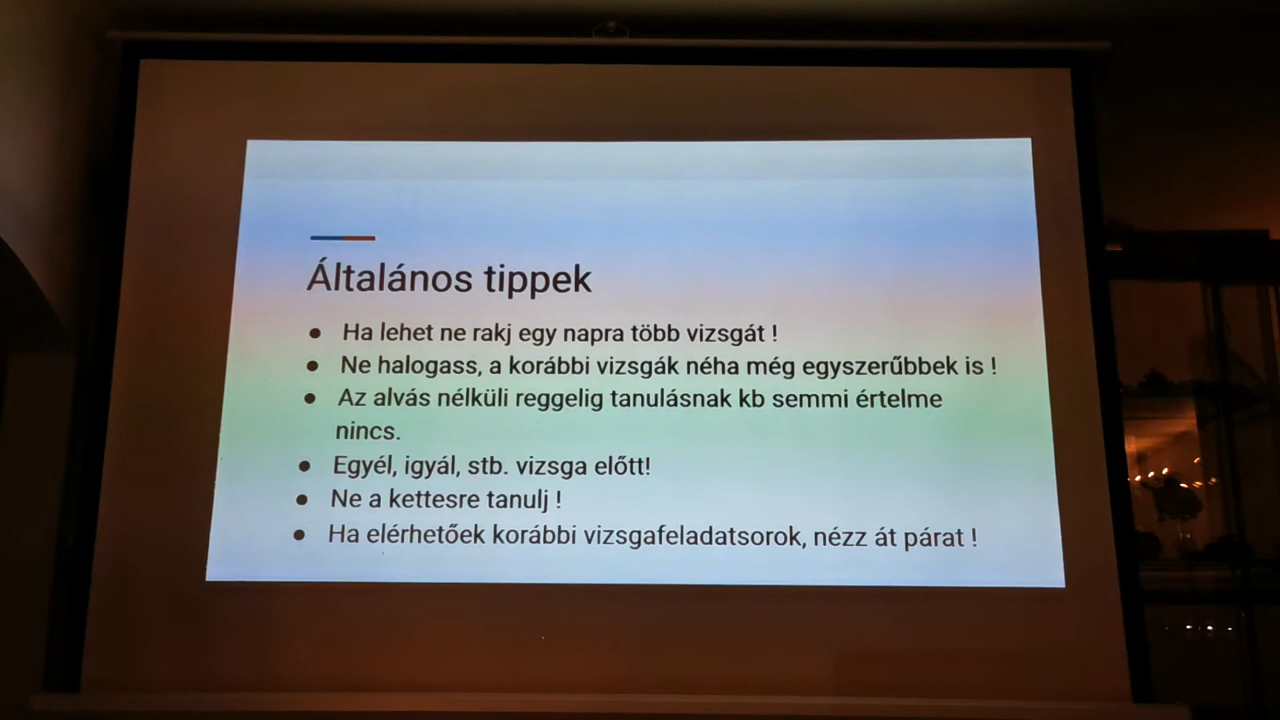 Általános tippek
● Ha lehet ne rakj egy napra több vizsgát !
● Ne halogass, a korábbi vizsgák néha még egyszerűbbek is !
● Az alvás nélküli reggelig tanulásnak kb semmi értelme
nincs.
● Egyél, igyál, stb. vizsga előtt!
● Ne a kettesre tanulj !
● Ha elérhetőek korábbi vizsgafeladatsorok, nézz át párat !